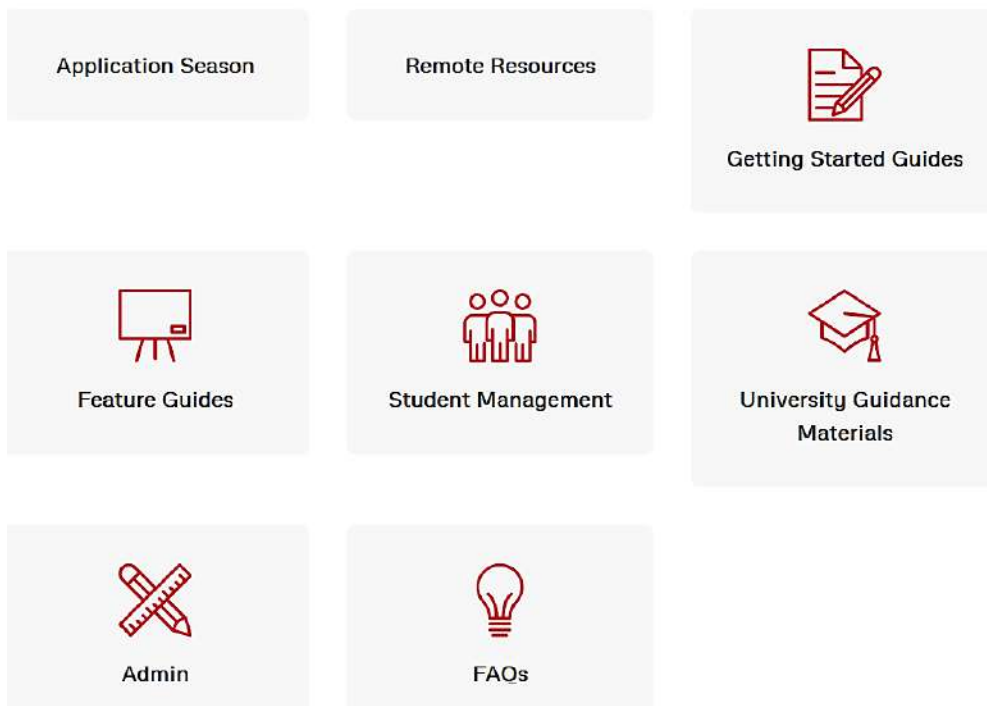 Application Season
Remote Resources
Getting Started Guides
Feature Guides
Student Management
University Guidance
Materials
Admin
FAQs